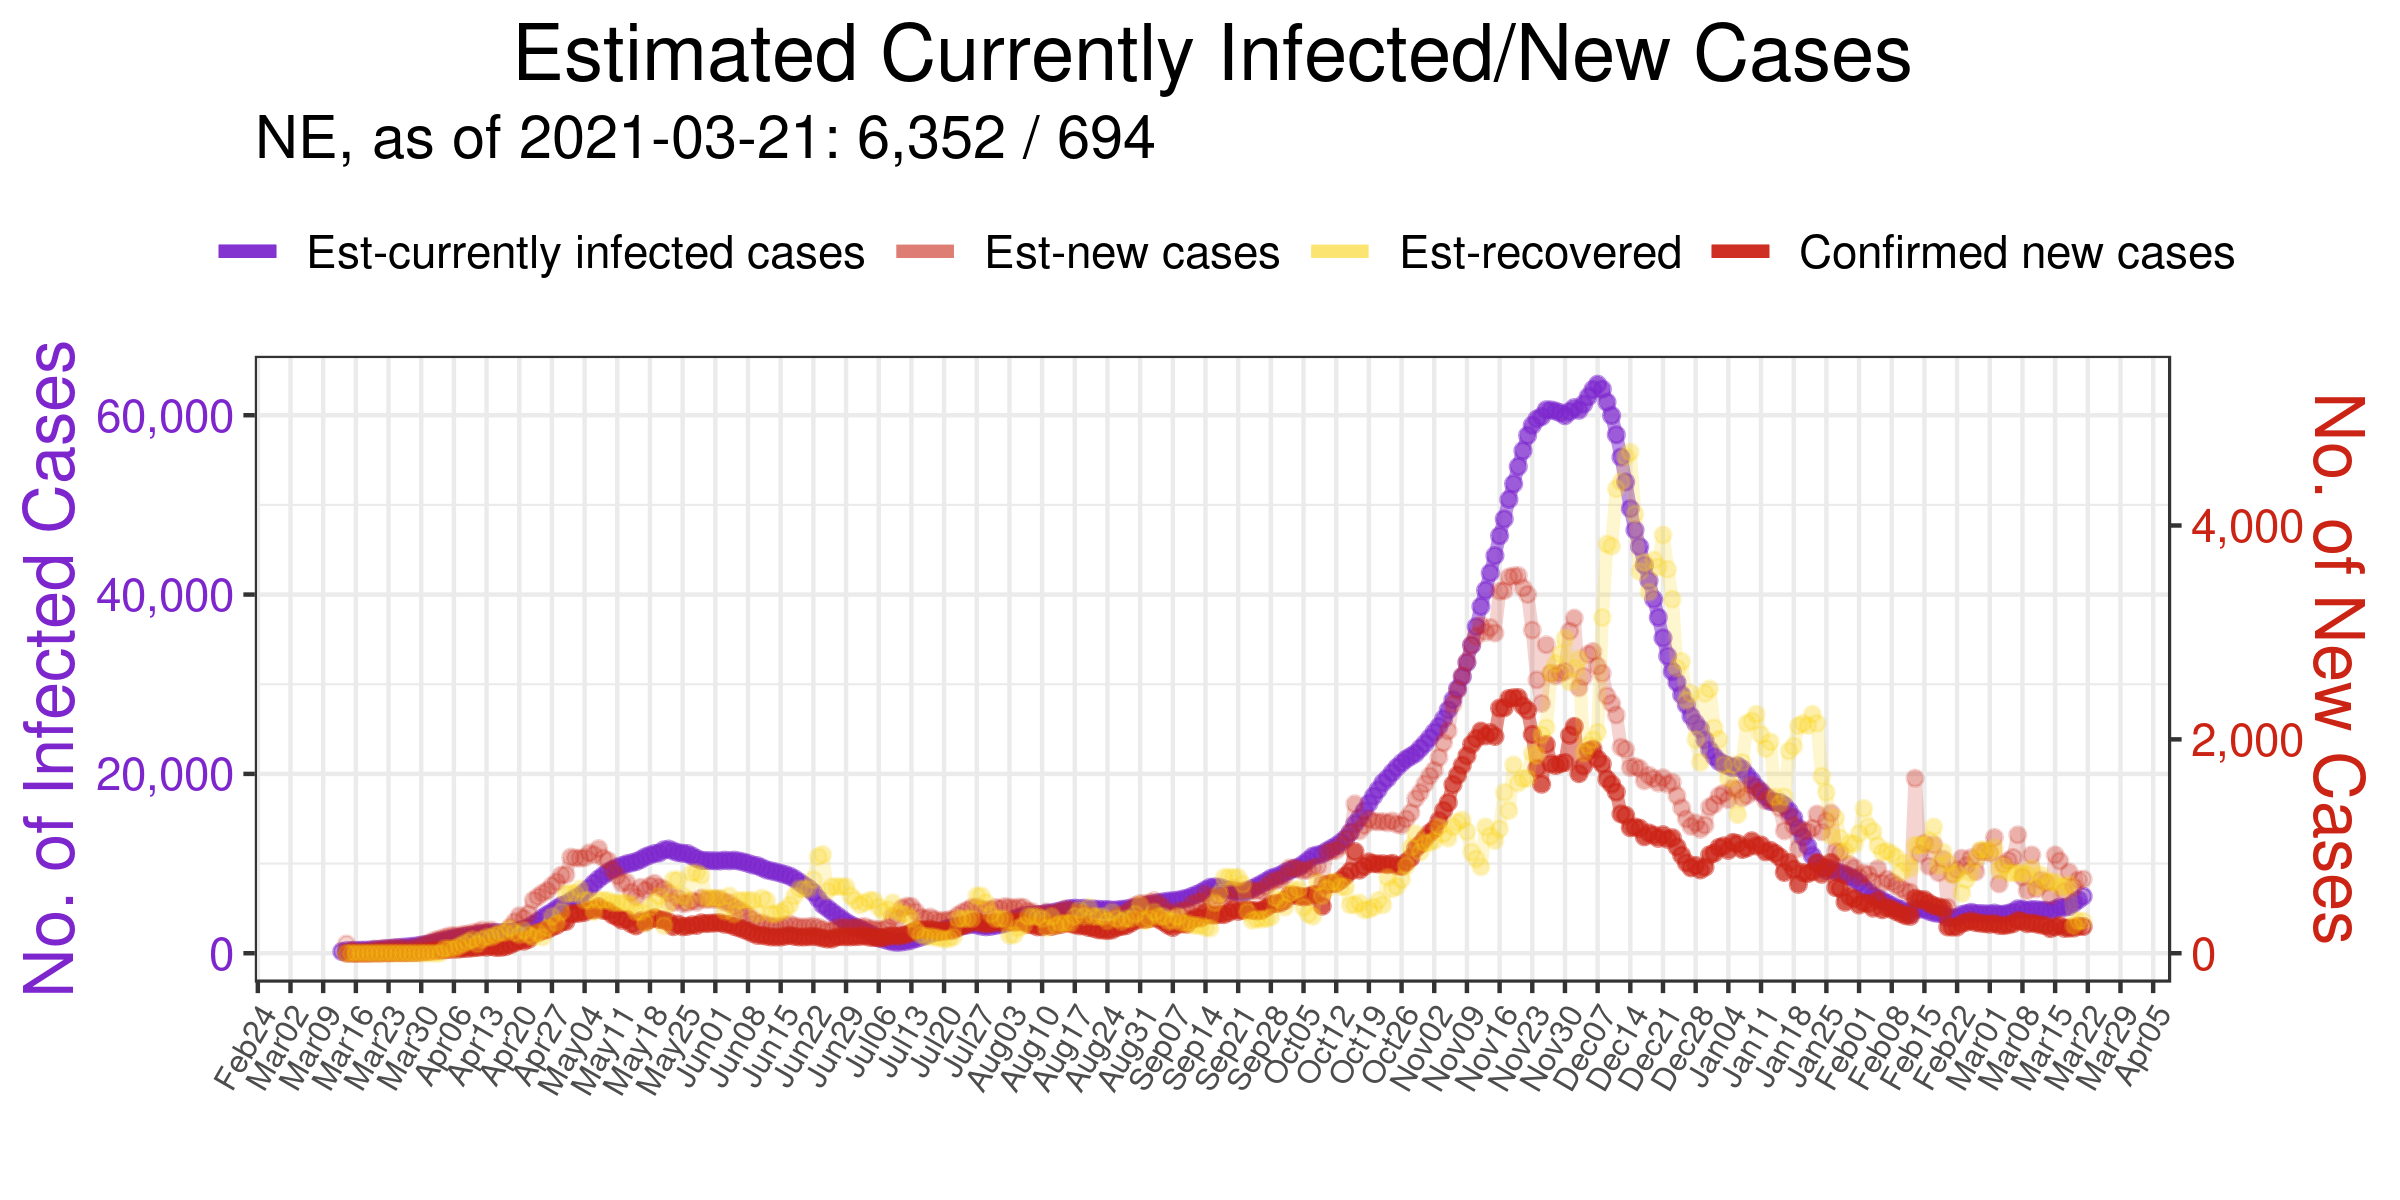 Estimated Currently Infected/New Cases
NE, as of 2021-03-21: 6,352 / 694
Est-currently infected cases Est-new cases Est-recovered Confirmed new cases
No. of Infected Cases
60,000
40,000
20,000
0
4,000
2,000
0
No. of New Cases
Feb24 Mar02 Mar09 Mar16 Mar23 Mar30 Apr06 Apr13 Apr20 Apr27 May04 May11 May18 May25 Jun01 Jun08 Jun15 Jun22 Jun29 Jul06 Jul13 Jul20 Jul27 Aug03 Aug10 Aug17 Aug24 Aug31 Sep07 Sep14 Sep21 Sep28 Oct05 Oct12 Oct19 Oct26 Nov02 Nov09 Nov16 Nov23 Nov30 Dec07 Dec14 Dec21 Dec28 Jan04 Jan11 Jan18 Jan25 Feb01 Feb08 Feb15 Feb22 Mar01 Mar08 Mar15 Mar22 Mar29 Apr05